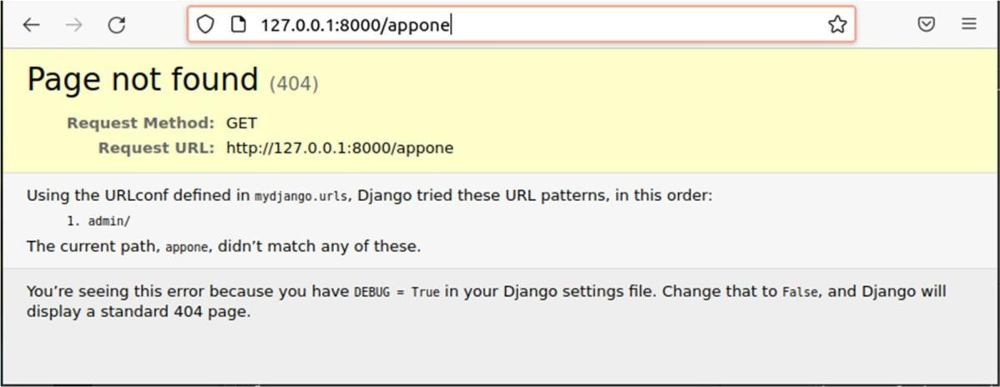 127.0.0.1:8000/appone
Page not found (404)
Request Method: GET
Request URL: http://127.0.0.1:8000/appone
Using the URLconf defined in mydjango.urls, Django tried these URL patterns, in this order:
1. admin/
The current path, appone, didn’t match any of these.
You’re seeing this error because you have DEBUG = True in your Django settings file. Change that to False, and Django will
display a standard 404 page.